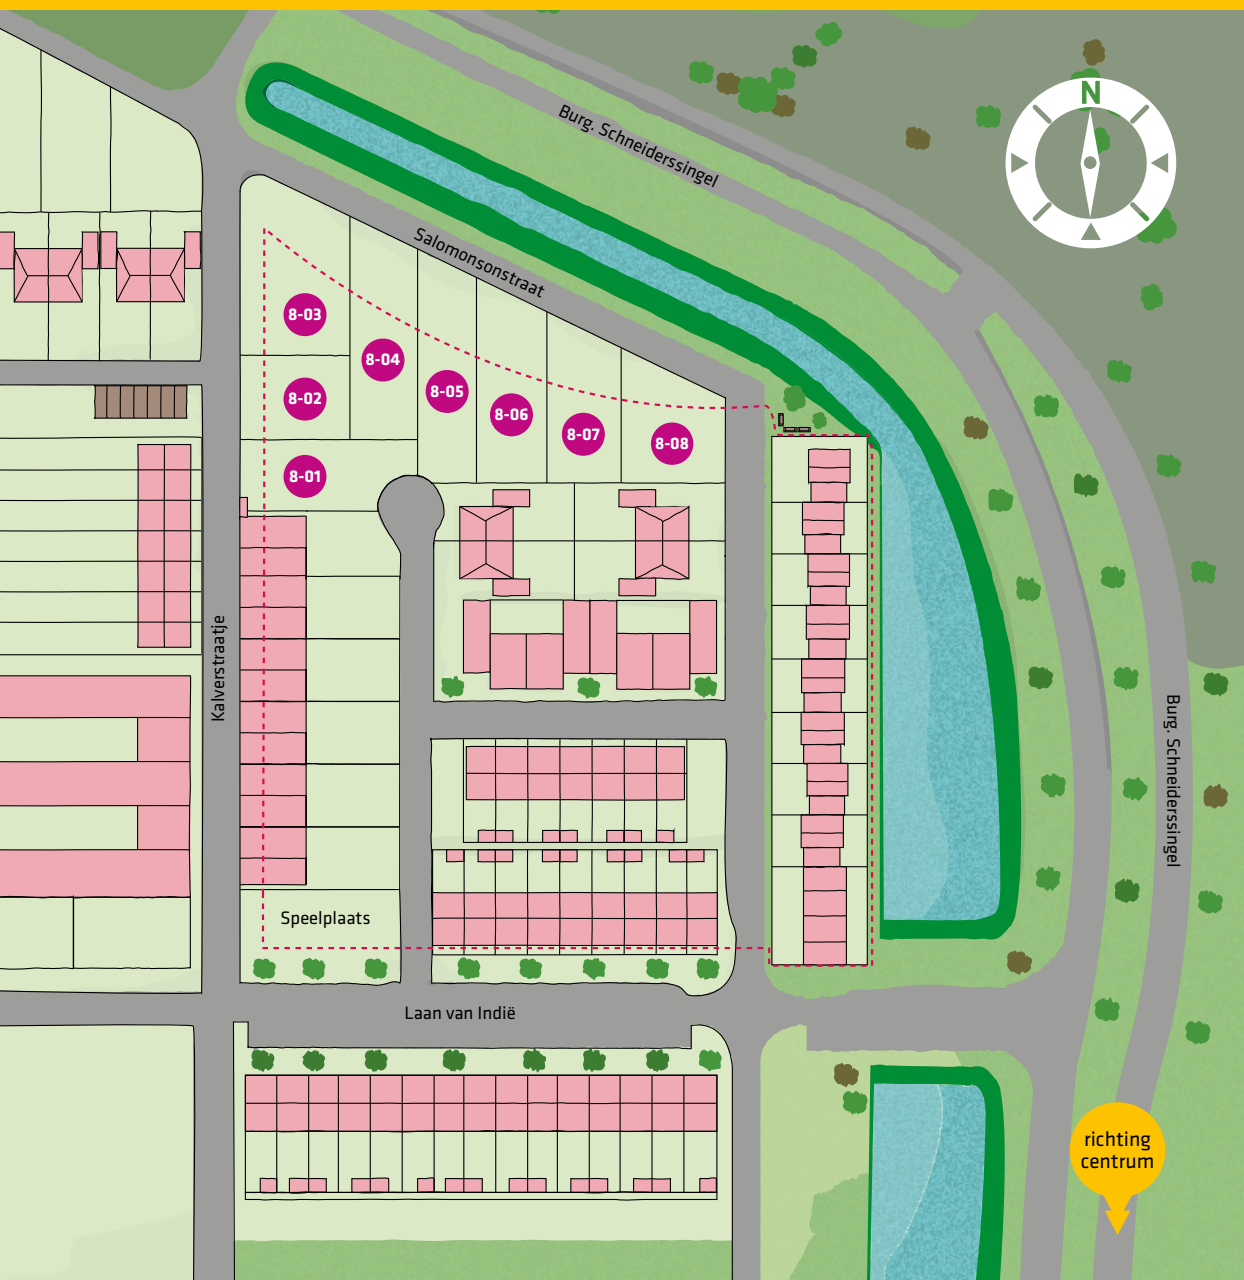 N
Burg. Schneiderssingel
Salomonsonstraat
8-03
8-04
8-02
8-05
8-06
8-07
8-08
8-01
Kalverstraatje
Burg. Schneiderssingel
Speelplaats
Laan van Indië
richting
centrum